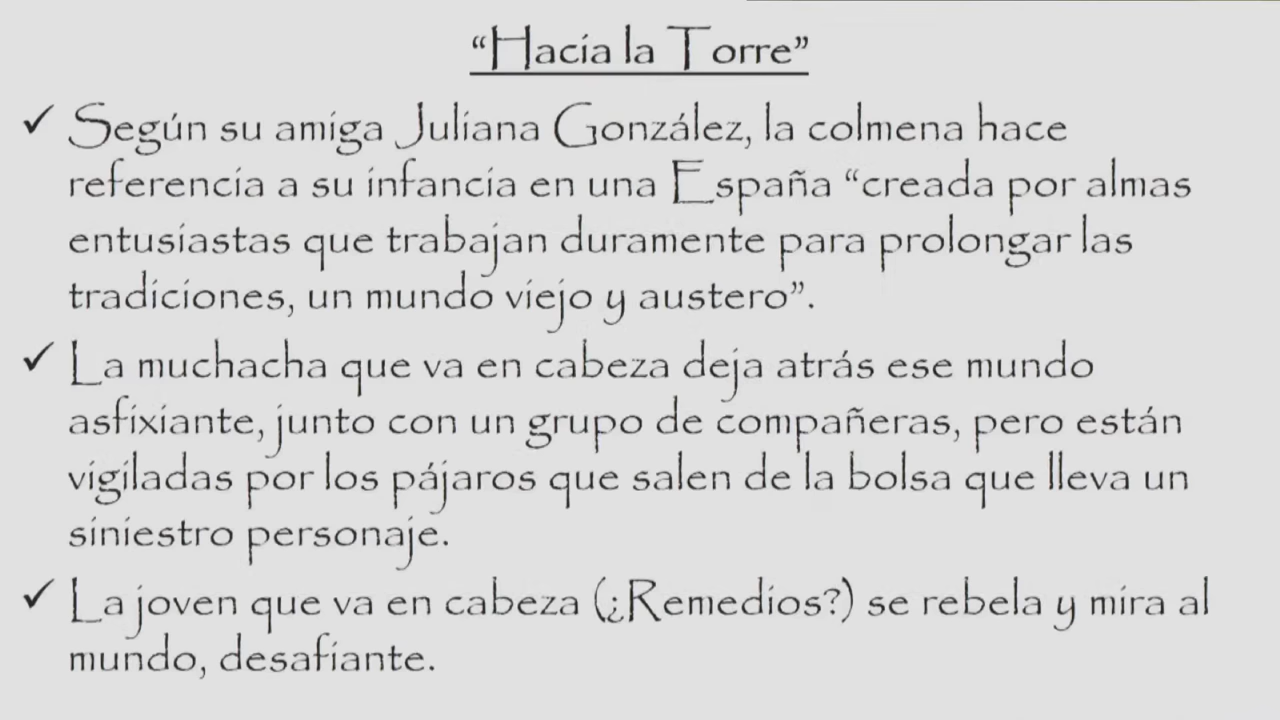 “Hacia la Torre”
✓ Según su amiga Juliana González, la colmena hace
referencia a su infancia en una España “creada por almas
entusiastas que trabajan duramente para prolongar las
tradiciones, un mundo viejo y austero”.
✓ La muchacha que va en cabeza deja atrás ese mundo
asfixiante, junto con un grupo de compañeras, pero están
vigiladas por los pájaros que salen de la bolsa que lleva un
siniestro personaje.
✓ La joven que va en cabeza (¿Remedios?) se rebela y mira al
mundo, desafiante.